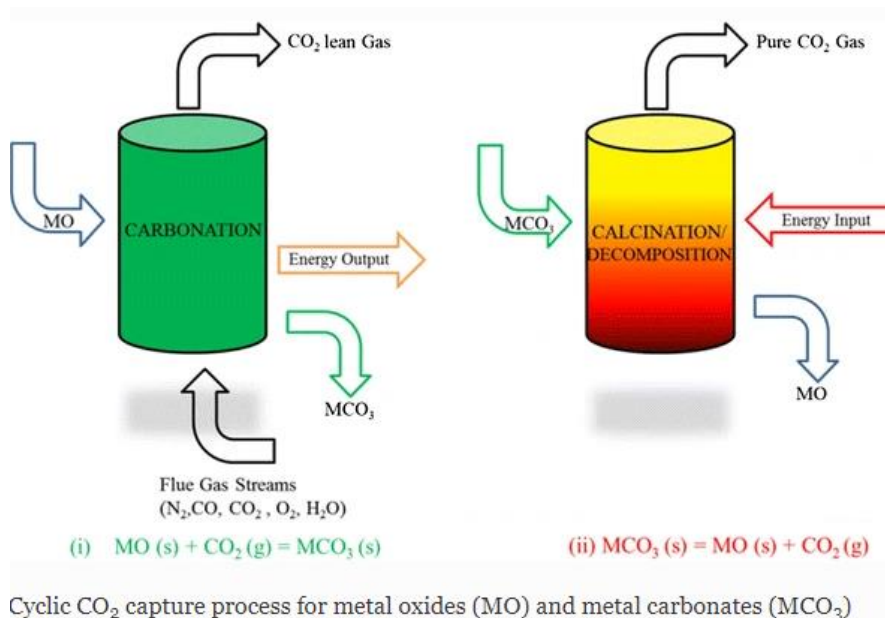 CO₂ lean Gas
MO
CARBONATION
Energy Output
MCO₃
Flue Gas Streams
(N₂,CO, CO₂ , O₂, H₂O)
(i) MO (s) + CO₂ (g) = MCO₃ (s)
Pure CO₂ Gas
MCO₃
CALCINATION/
DECOMPOSITION
Energy Input
MO
(ii) MCO₃ (s) = MO (s) + CO₂ (g)
Cyclic CO₂ capture process for metal oxides (MO) and metal carbonates (MCO₃)